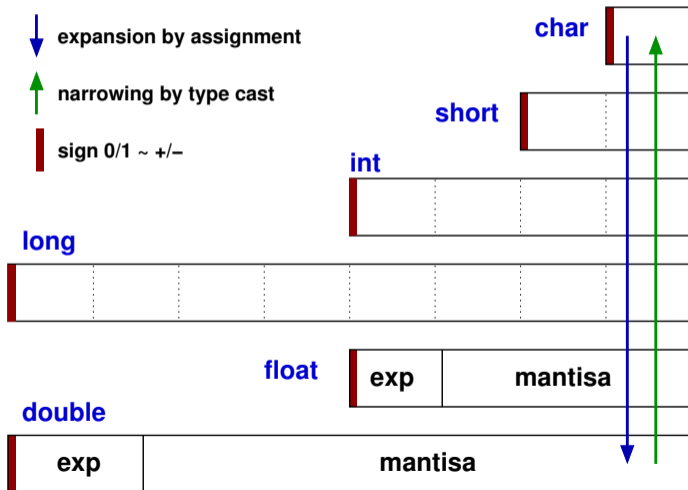 expansion by assignment
narrowing by type cast
sign 0/1 ~ +/−
char
short
int
long
float
exp
mantisa
double
exp
mantisa